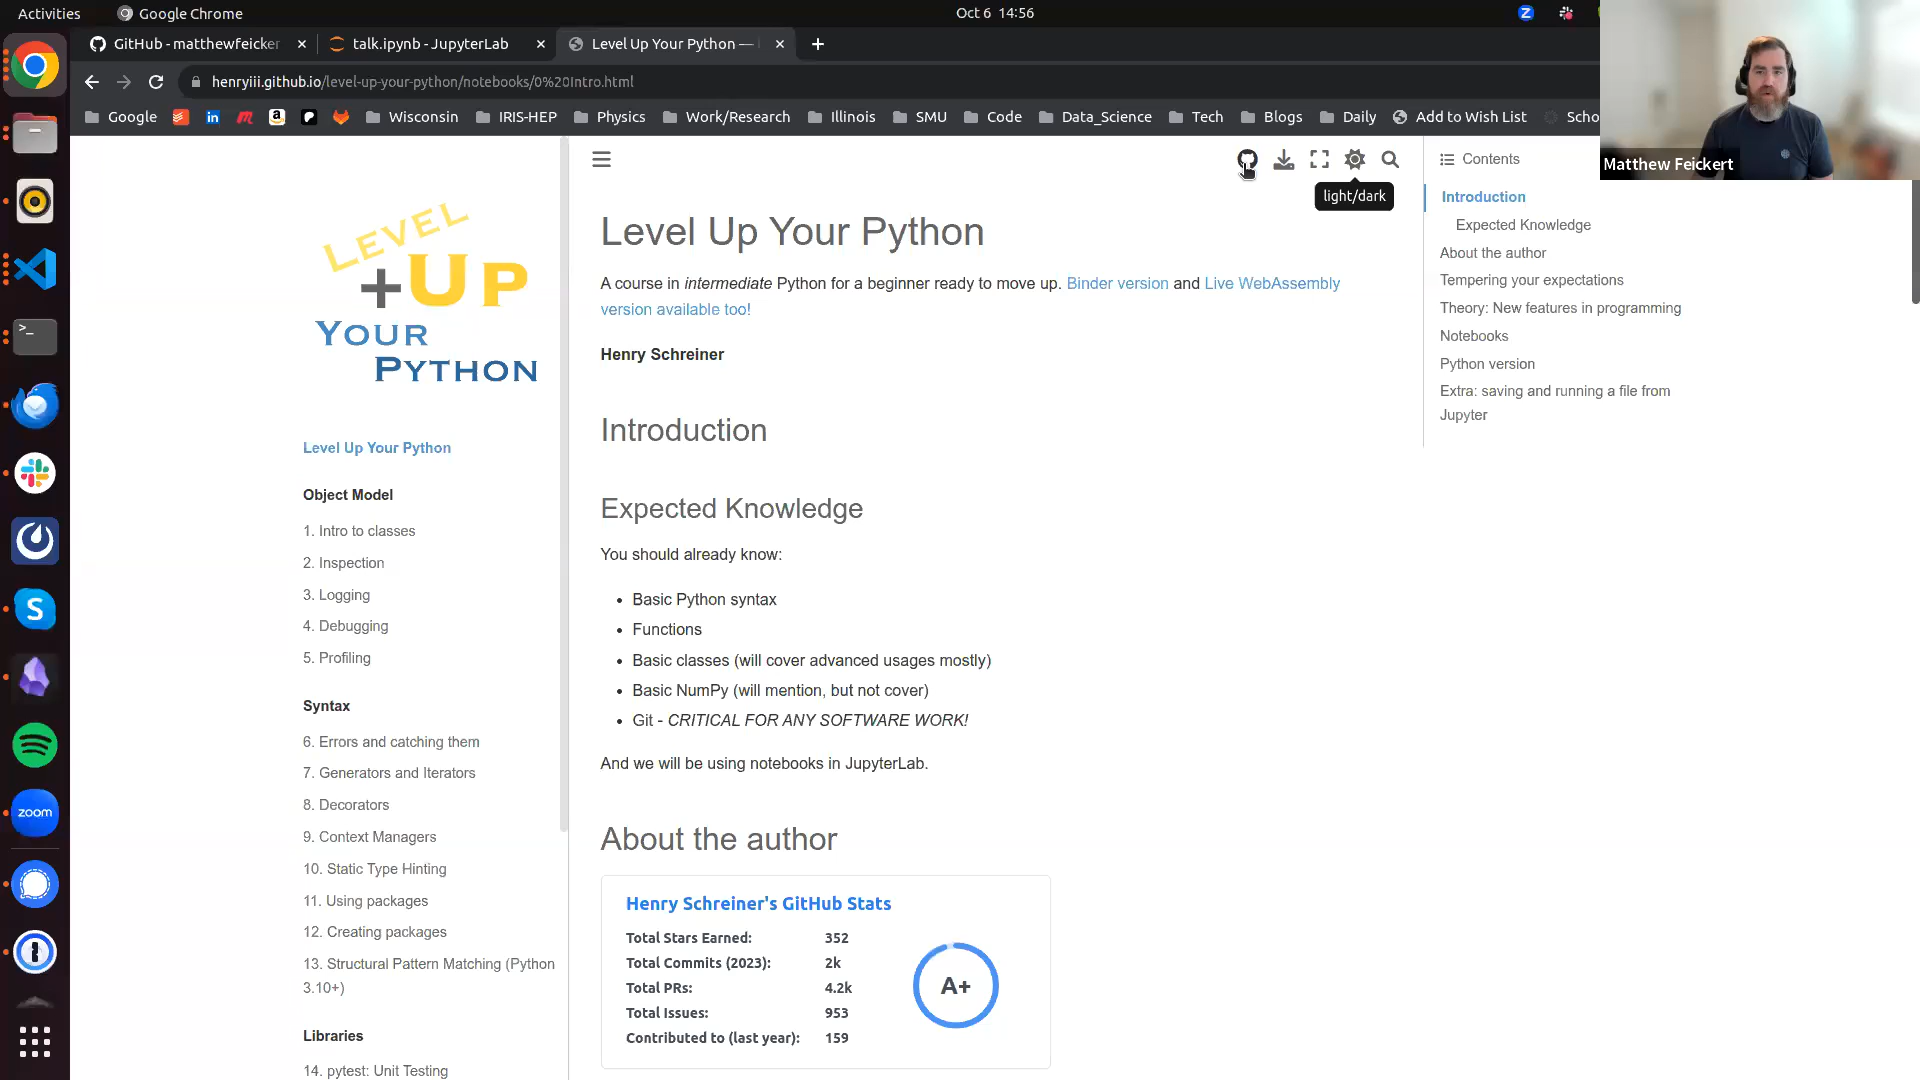 Activities
Google Chrome
Oct 6 14:56
Z
GitHub - matthewfeicker
talk.ipynb - JupyterLab
Level Up Your Python —
henryiii.github.io/level-up-your-python/notebooks/0%20Intro.html
Google
Wisconsin
IRIS-HEP
Physics
Work/Research
Illinois
SMU
Code
Data_Science
Tech
Blogs
Daily
Add to Wish List
Scho
Matthew Feickert
light/dark
LEVEL
+UP
YOUR
PYTHON
Level Up Your Python
Object Model
1. Intro to classes
2. Inspection
3. Logging
4. Debugging
5. Profiling
Syntax
6. Errors and catching them
7. Generators and Iterators
8. Decorators
9. Context Managers
10. Static Type Hinting
11. Using packages
12. Creating packages
13. Structural Pattern Matching (Python
3.10+)
Libraries
14. pytest: Unit Testing
Level Up Your Python
A course in intermediate Python for a beginner ready to move up. Binder version and Live WebAssembly
version available too!
Henry Schreiner
Introduction
Expected Knowledge
You should already know:
• Basic Python syntax
• Functions
• Basic classes (will cover advanced usages mostly)
• Basic NumPy (will mention, but not cover)
• Git - CRITICAL FOR ANY SOFTWARE WORK!
And we will be using notebooks in JupyterLab.
About the author
Henry Schreiner's GitHub Stats
Total Stars Earned: 352
Total Commits (2023): 2k
Total PRs: 4.2k
Total Issues: 953
Contributed to (last year): 159
A+
Contents
Introduction
Expected Knowledge
About the author
Tempering your expectations
Theory: New features in programming
Notebooks
Python version
Extra: saving and running a file from
Jupyter
zoom